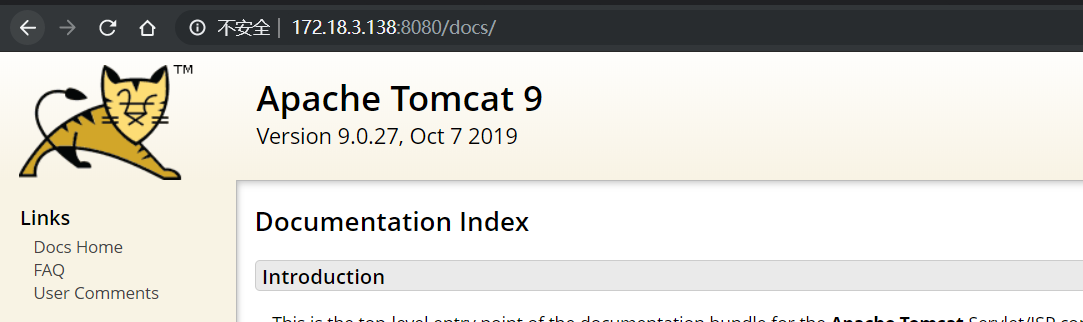 不安全 | 172.18.3.138:8080/docs/
TM
Apache Tomcat 9
Version 9.0.27, Oct 7 2019
Links
Docs Home
FAQ
User Comments
Documentation Index
Introduction
This is the top-level entry point of the documentation bundle for the Apache Tomcat Servlet/JSP